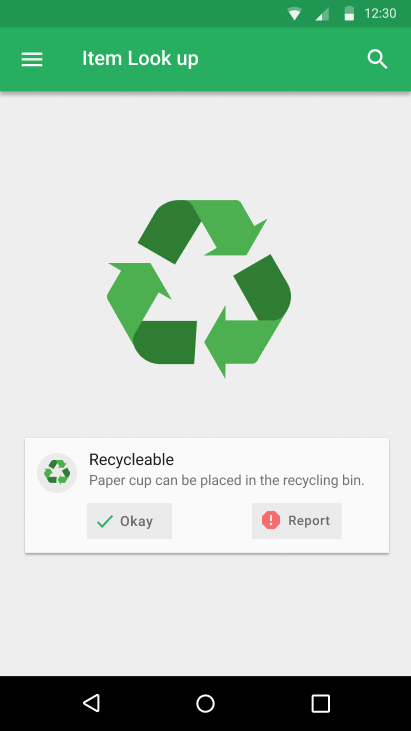 12:30
Item Look up
Recycleable
Paper cup can be placed in the recycling bin.
Okay
Report